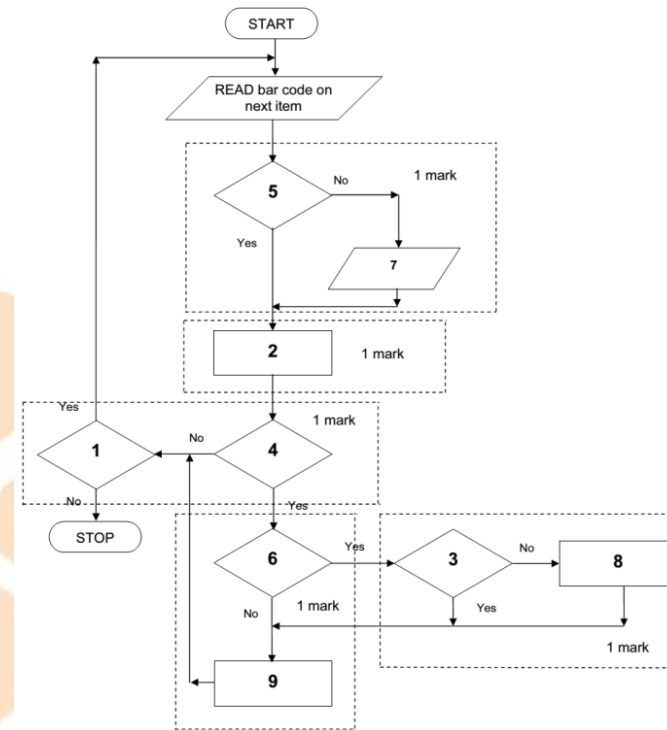 START
READ bar code on
next item
5
No
1 mark
Yes
7
2
1 mark
Yes
1 mark
No
1
4
No
Yes
STOP
6
Yes
3
No
8
No
1 mark
Yes
9
1 mark